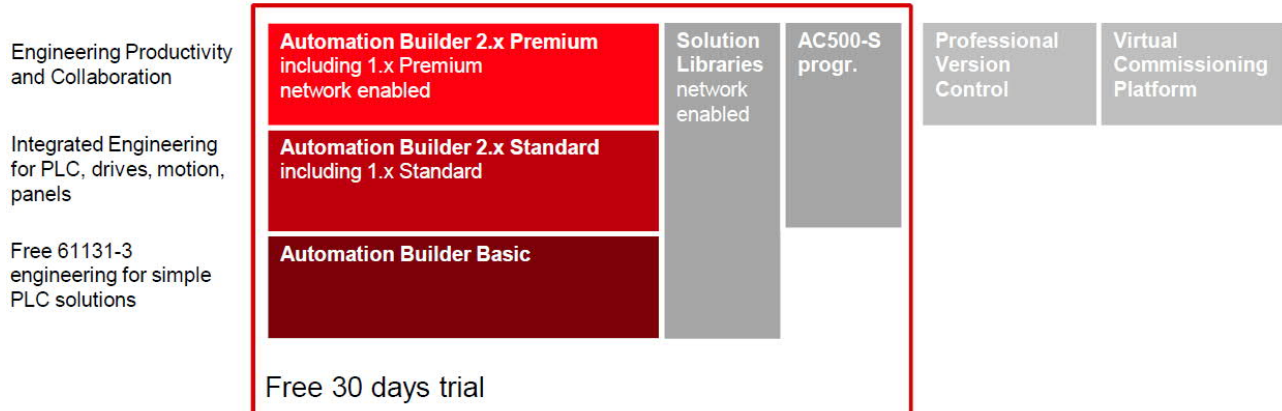 Engineering Productivity
and Collaboration
Automation Builder 2.x Premium
including 1.x Premium
network enabled
Solution
Libraries
network
enabled
AC500-S
progr.
Professional
Version
Control
Virtual
Commissioning
Platform
Integrated Engineering
for PLC, drives, motion,
panels
Automation Builder 2.x Standard
including 1.x Standard
Free 61131-3
engineering for simple
PLC solutions
Automation Builder Basic
Free 30 days trial